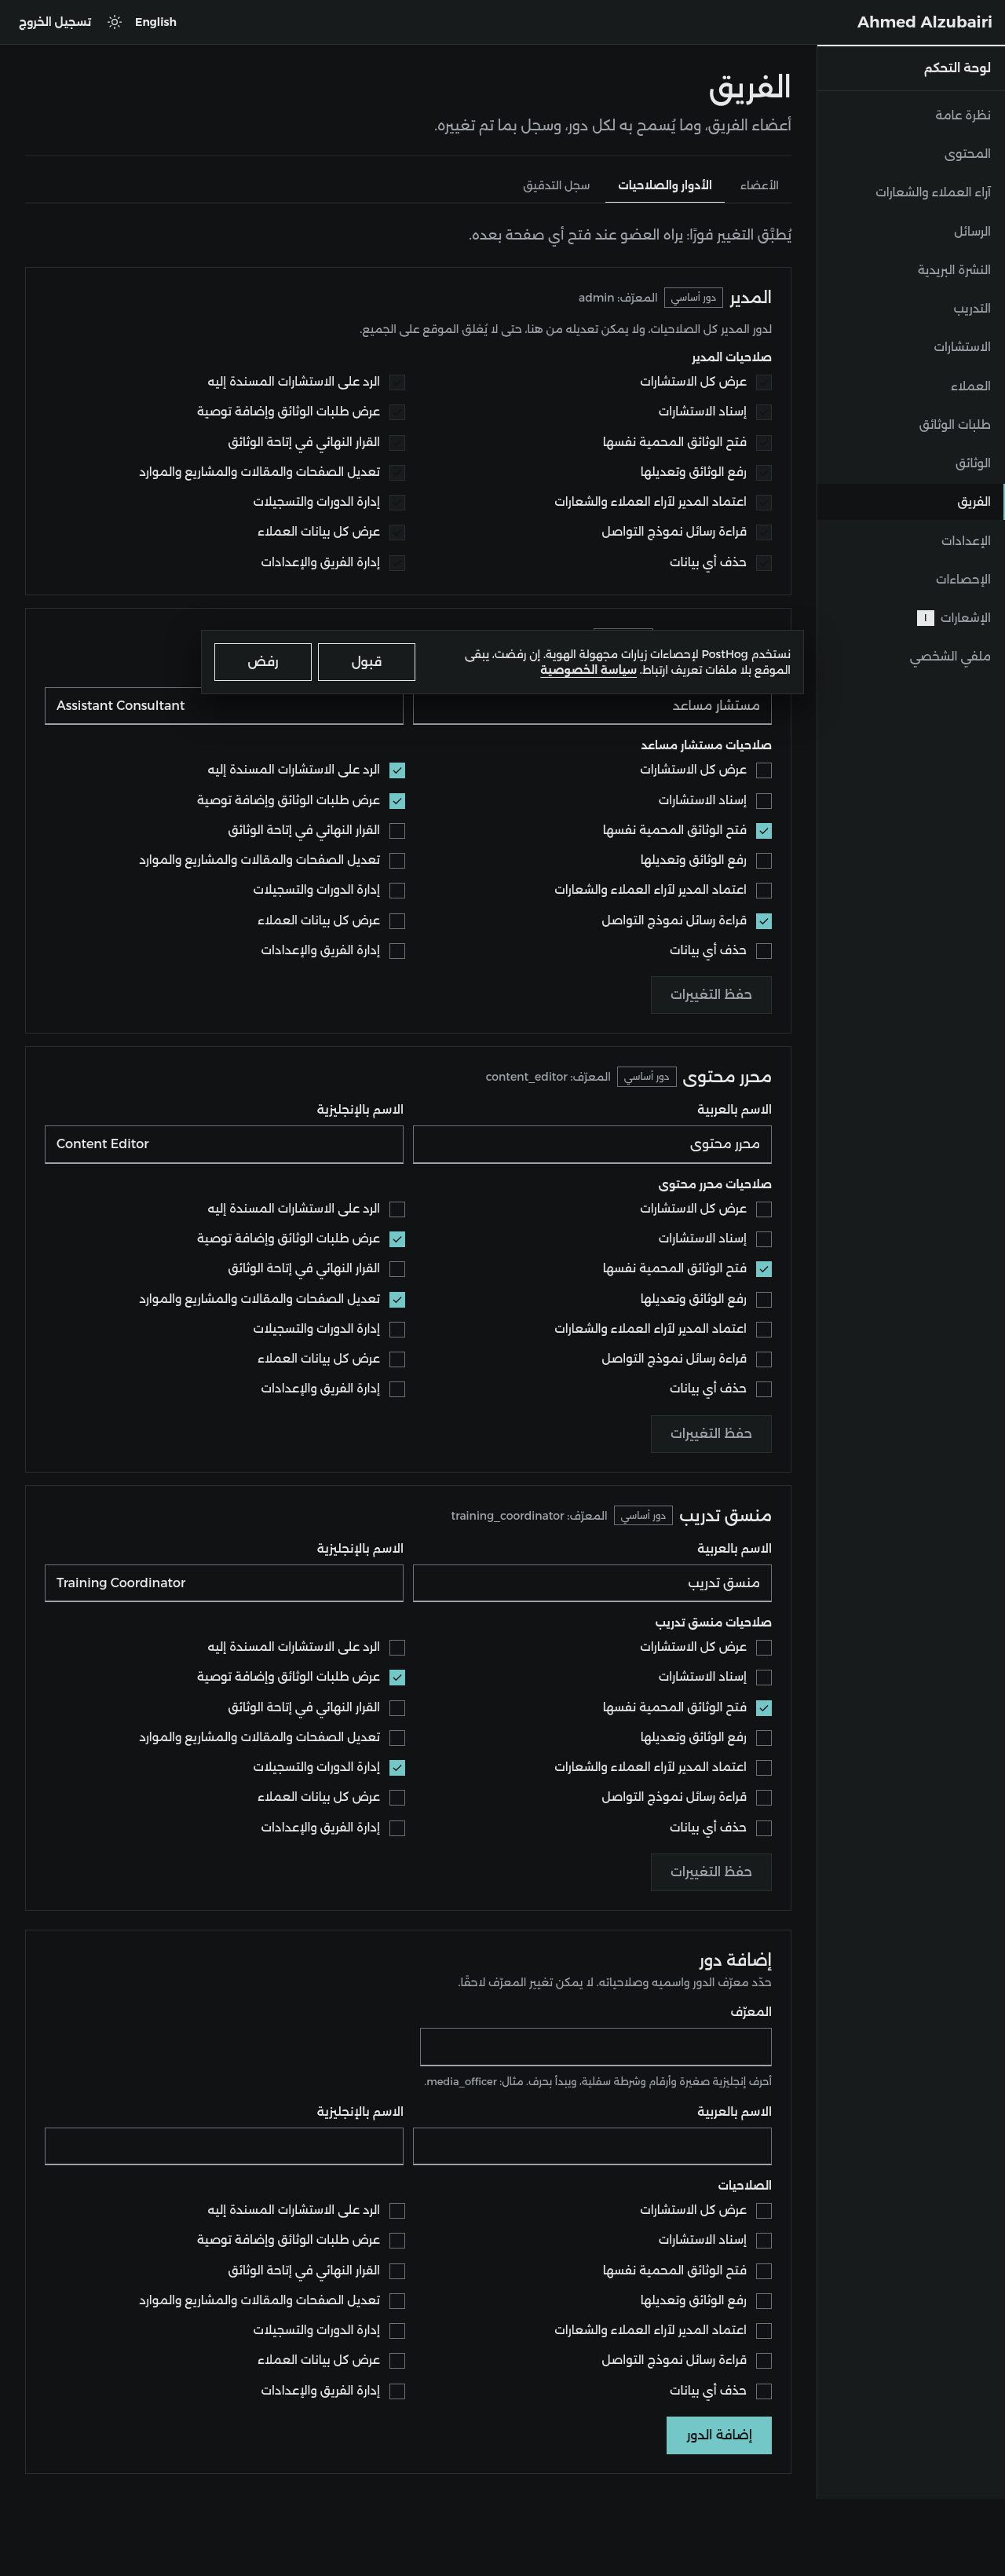 Ahmed Alzubairi
English
تسجيل الخروج
لوحة التحكم
نظرة عامة
المحتوى
آراء العملاء والشعارات
الرسائل
النشرة البريدية
التدريب
الاستشارات
العملاء
طلبات الوثائق
الوثائق
الفريق
الإعدادات
الإحصاءات
الإشعارات
ملفي الشخصي
الفريق
أعضاء الفريق، وما يُسمح به لكل دور، وسجل بما تم تغييره.
الأعضاء
الأدوار والصلاحيات
سجل التدقيق
يُطبَّق التغيير فورًا: يراه العضو عند فتح أي صفحة بعده.
المدير دور أساسي المعرّف: admin
لدور المدير كل الصلاحيات، ولا يمكن تعديله من هنا، حتى لا يُغلق الموقع على الجميع.
صلاحيات المدير
عرض كل الاستشارات
الرد على الاستشارات المسندة إليه
إسناد الاستشارات
عرض طلبات الوثائق وإضافة توصية
فتح الوثائق المحمية نفسها
القرار النهائي في إتاحة الوثائق
رفع الوثائق وتعديلها
تعديل الصفحات والمقالات والمشاريع والموارد
اعتماد المدير لآراء العملاء والشعارات
إدارة الدورات والتسجيلات
قراءة رسائل نموذج التواصل
عرض كل بيانات العملاء
حذف أي بيانات
إدارة الفريق والإعدادات
نستخدم PostHog لإحصاءات زيارات مجهولة الهوية. إن رفضت، يبقى
الموقع بلا ملفات تعريف ارتباط. سياسة الخصوصية
قبول
رفض
مستشار مساعد
Assistant Consultant
صلاحيات مستشار مساعد
عرض كل الاستشارات
الرد على الاستشارات المسندة إليه
إسناد الاستشارات
عرض طلبات الوثائق وإضافة توصية
فتح الوثائق المحمية نفسها
القرار النهائي في إتاحة الوثائق
رفع الوثائق وتعديلها
تعديل الصفحات والمقالات والمشاريع والموارد
اعتماد المدير لآراء العملاء والشعارات
إدارة الدورات والتسجيلات
قراءة رسائل نموذج التواصل
عرض كل بيانات العملاء
حذف أي بيانات
إدارة الفريق والإعدادات
حفظ التغييرات
محرر محتوى دور أساسي المعرّف: content_editor
الاسم بالعربية
الاسم بالإنجليزية
محرر محتوى
Content Editor
صلاحيات محرر محتوى
عرض كل الاستشارات
الرد على الاستشارات المسندة إليه
إسناد الاستشارات
عرض طلبات الوثائق وإضافة توصية
فتح الوثائق المحمية نفسها
القرار النهائي في إتاحة الوثائق
رفع الوثائق وتعديلها
تعديل الصفحات والمقالات والمشاريع والموارد
اعتماد المدير لآراء العملاء والشعارات
إدارة الدورات والتسجيلات
قراءة رسائل نموذج التواصل
عرض كل بيانات العملاء
حذف أي بيانات
إدارة الفريق والإعدادات
حفظ التغييرات
منسق تدريب دور أساسي المعرّف: training_coordinator
الاسم بالعربية
الاسم بالإنجليزية
منسق تدريب
Training Coordinator
صلاحيات منسق تدريب
عرض كل الاستشارات
الرد على الاستشارات المسندة إليه
إسناد الاستشارات
عرض طلبات الوثائق وإضافة توصية
فتح الوثائق المحمية نفسها
القرار النهائي في إتاحة الوثائق
رفع الوثائق وتعديلها
تعديل الصفحات والمقالات والمشاريع والموارد
اعتماد المدير لآراء العملاء والشعارات
إدارة الدورات والتسجيلات
قراءة رسائل نموذج التواصل
عرض كل بيانات العملاء
حذف أي بيانات
إدارة الفريق والإعدادات
حفظ التغييرات
إضافة دور
حدّد معرّف الدور واسميه وصلاحياته. لا يمكن تغيير المعرّف لاحقًا.
المعرّف
أحرف إنجليزية صغيرة وأرقام وشرطة سفلية، ويبدأ بحرف. مثال: media_officer.
الاسم بالعربية
الاسم بالإنجليزية
الصلاحيات
عرض كل الاستشارات
الرد على الاستشارات المسندة إليه
إسناد الاستشارات
عرض طلبات الوثائق وإضافة توصية
فتح الوثائق المحمية نفسها
القرار النهائي في إتاحة الوثائق
رفع الوثائق وتعديلها
تعديل الصفحات والمقالات والمشاريع والموارد
اعتماد المدير لآراء العملاء والشعارات
إدارة الدورات والتسجيلات
قراءة رسائل نموذج التواصل
عرض كل بيانات العملاء
حذف أي بيانات
إدارة الفريق والإعدادات
إضافة الدور